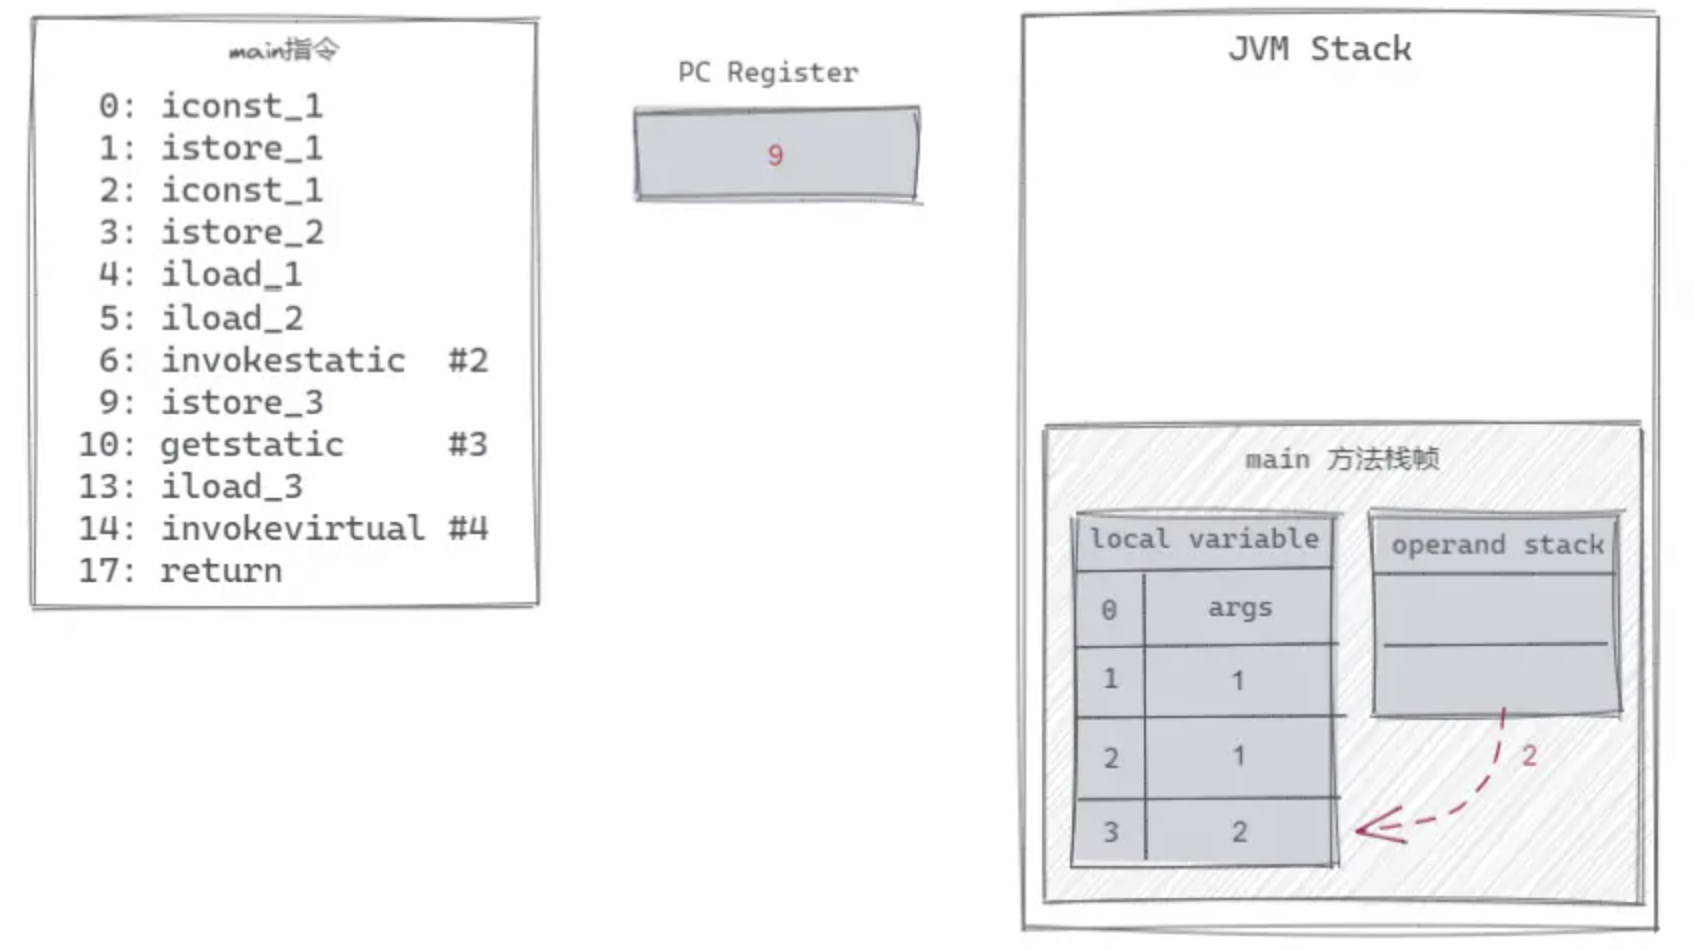 main指令
0: iconst_1
1: istore_1
2: iconst_1
3: istore_2
4: iload_1
5: iload_2
6: invokestatic #2
9: istore_3
10: getstatic #3
13: iload_3
14: invokevirtual #4
17: return
PC Register
9
JVM Stack
main 方法栈帧
local variable
0 args
1 1
2 1
3 2
operand stack
2